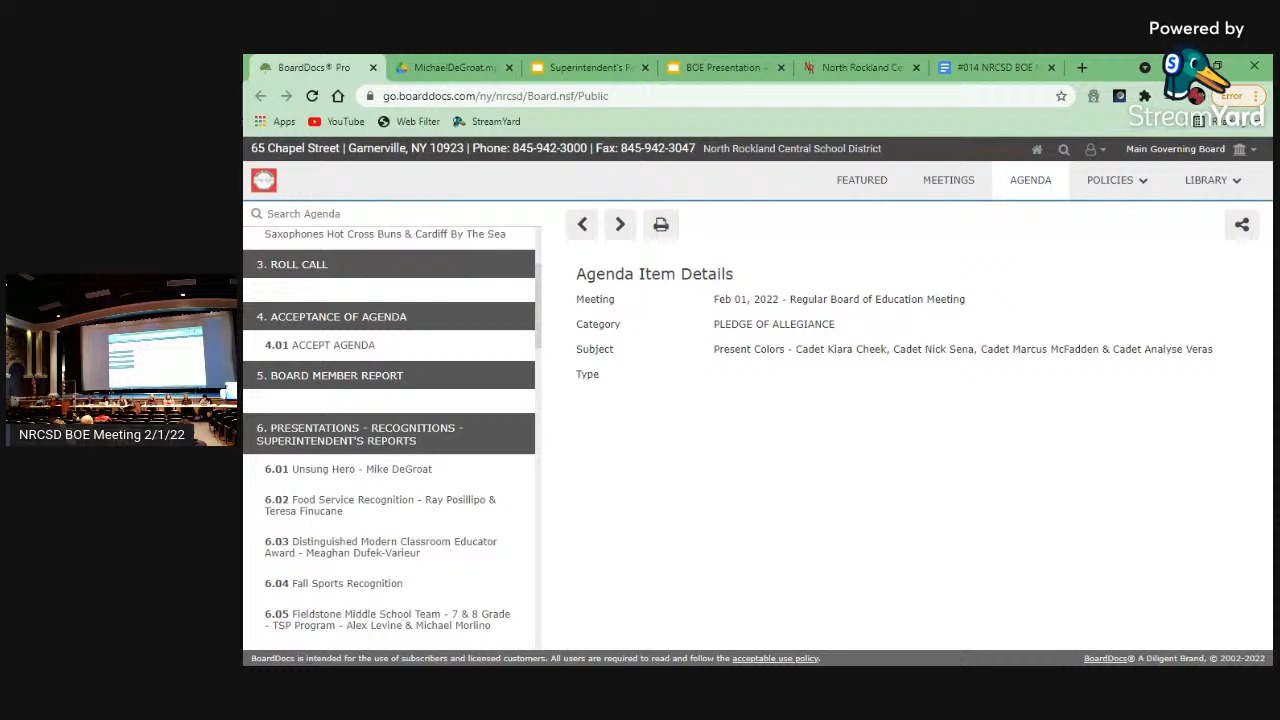 Powered by
StreamYard
BoardDocs® Pro
MichaelDeGroat.mp
Superintendent's Re
BOE Presentation -
North Rockland Ce
#014 NRCSD BOE M
go.boarddocs.com/ny/nrcsd/Board.nsf/Public
Error
Apps
YouTube
Web Filter
StreamYard
65 Chapel Street | Garnerville, NY 10923 | Phone: 845-942-3000 | Fax: 845-942-3047 North Rockland Central School District
Main Governing Board
FEATURED
MEETINGS
AGENDA
POLICIES
LIBRARY
Search Agenda
Saxophones Hot Cross Buns & Cardiff By The Sea
3. ROLL CALL
4. ACCEPTANCE OF AGENDA
4.01 ACCEPT AGENDA
5. BOARD MEMBER REPORT
6. PRESENTATIONS - RECOGNITIONS -
SUPERINTENDENT'S REPORTS
6.01 Unsung Hero - Mike DeGroat
6.02 Food Service Recognition - Ray Posillipo &
Teresa Finucane
6.03 Distinguished Modern Classroom Educator
Award - Meaghan Dufek-Varieur
6.04 Fall Sports Recognition
6.05 Fieldstone Middle School Team - 7 & 8 Grade
- TSP Program - Alex Levine & Michael Morlino
Agenda Item Details
Meeting Feb 01, 2022 - Regular Board of Education Meeting
Category PLEDGE OF ALLEGIANCE
Subject Present Colors - Cadet Kara Cheek, Cadet Nick Sena, Cadet Marcus McFadden & Cadet Analyse Veras
Type
NRCSD BOE Meeting 2/1/22
BoardDocs is intended for the use of subscribers and licensed customers. All users are required to read and follow the acceptable use policy.
BoardDocs® A Diligent Brand, © 2002-2022